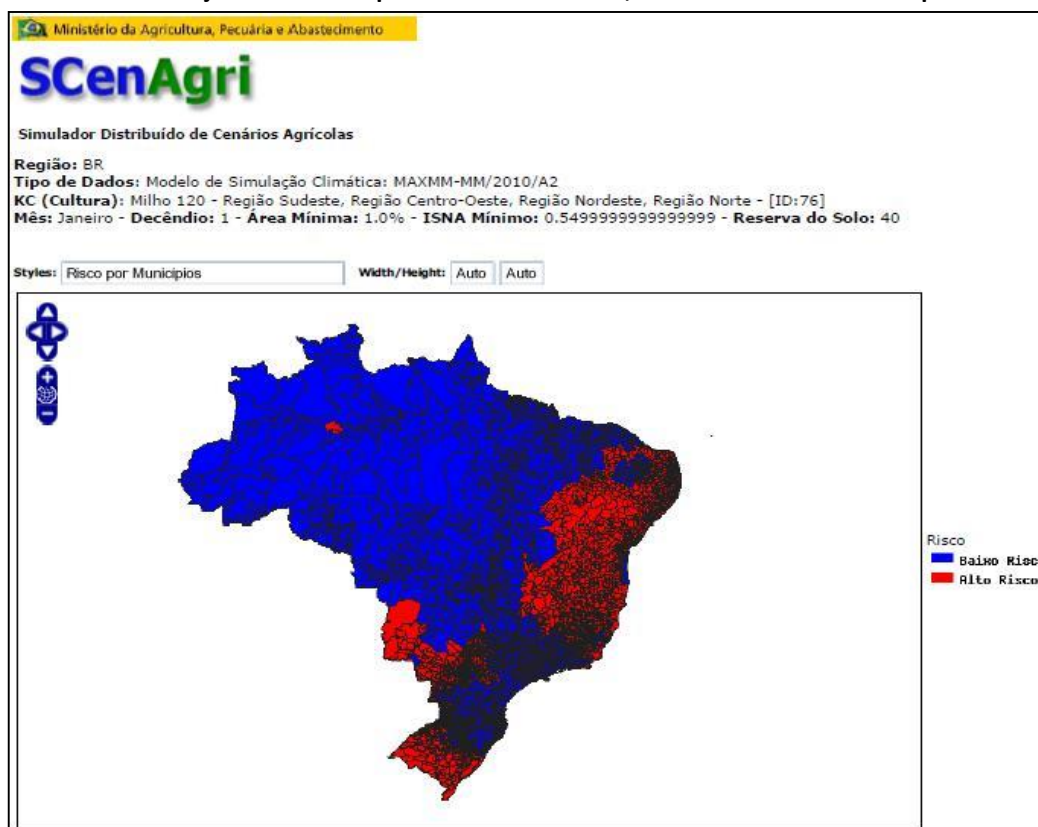 Ministério da Agricultura, Pecuária e Abastecimento
SCenAgri
Simulador Distribuído de Cenários Agrícolas
Região: BR
Tipo de Dados: Modelo de Simulação Climática: MAXMM-MM/2010/A2
KC (Cultura): Milho 120 - Região Sudeste, Região Centro-Oeste, Região Nordeste, Região Norte - [ID:76]
Mês: Janeiro - Decêndio: 1 - Área Mínima: 1.0% - ISNA Mínimo: 0.5499999999999999 - Reserva do Solo: 40
Styles: Risco por Municípios Width/Height: Auto Auto
Risco
Baixo Risc
Alto Risco